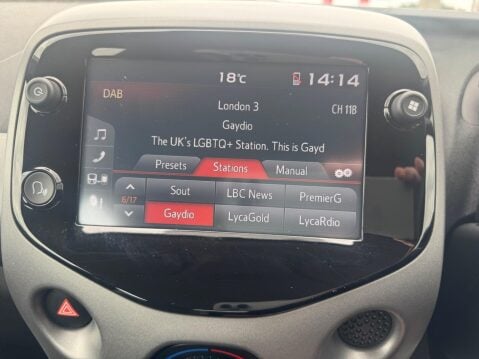 18°C 14:14
DAB
London 3 CH 11B
Gaydio
The UK's LGBTQ+ Station. This is Gayd
Presets Stations Manual
Sout LBC News PremierG
6/17
Gaydio LycaGold LycaRdio